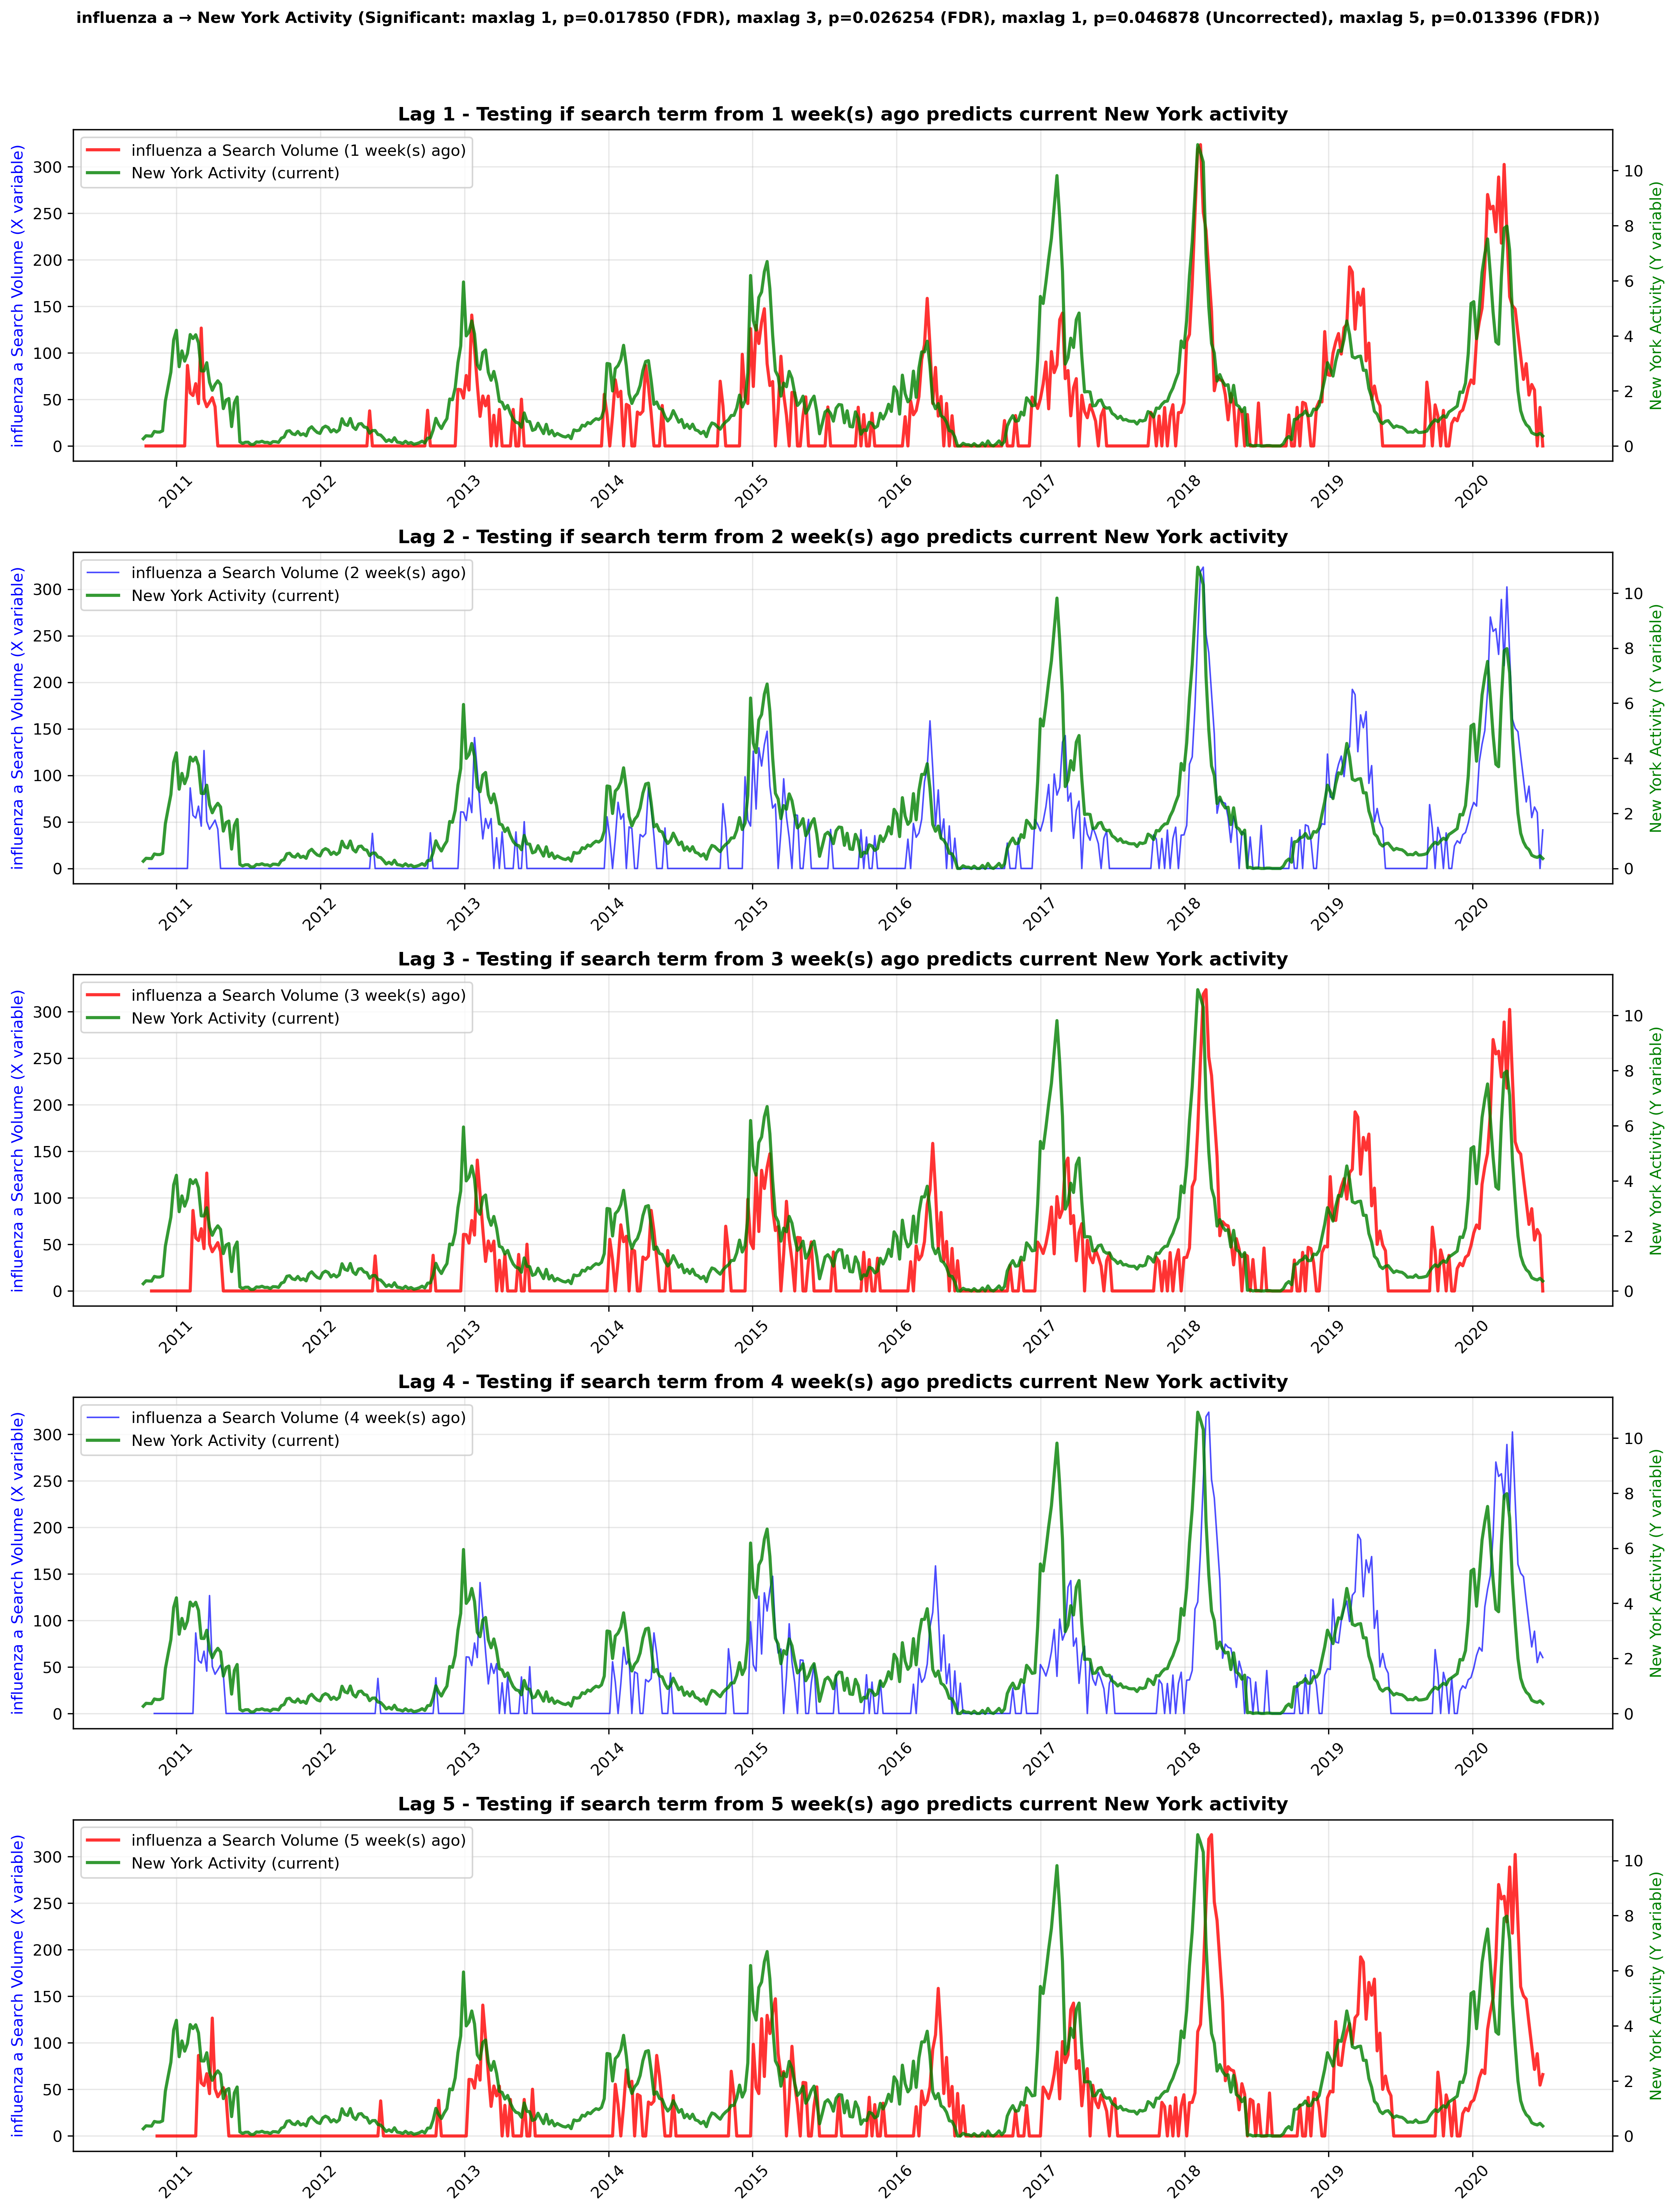 influenza a → New York Activity (Significant: maxlag 1, p=0.017850 (FDR), maxlag 3, p=0.026254 (FDR), maxlag 1, p=0.046878 (Uncorrected), maxlag 5, p=0.013396 (FDR))
Lag 1 - Testing if search term from 1 week(s) ago predicts current New York activity
influenza a Search Volume (1 week(s) ago)
New York Activity (current)
influenza a Search Volume (X variable)
300
250
200
150
100
50
0
10
8
6
4
2
0
New York Activity (Y variable)
2011 2012 2013 2014 2015 2016 2017 2018 2019 2020
Lag 2 - Testing if search term from 2 week(s) ago predicts current New York activity
influenza a Search Volume (2 week(s) ago)
New York Activity (current)
influenza a Search Volume (X variable)
300
250
200
150
100
50
0
10
8
6
4
2
0
New York Activity (Y variable)
2011 2012 2013 2014 2015 2016 2017 2018 2019 2020
Lag 3 - Testing if search term from 3 week(s) ago predicts current New York activity
influenza a Search Volume (3 week(s) ago)
New York Activity (current)
influenza a Search Volume (X variable)
300
250
200
150
100
50
0
10
8
6
4
2
0
New York Activity (Y variable)
2011 2012 2013 2014 2015 2016 2017 2018 2019 2020
Lag 4 - Testing if search term from 4 week(s) ago predicts current New York activity
influenza a Search Volume (4 week(s) ago)
New York Activity (current)
influenza a Search Volume (X variable)
300
250
200
150
100
50
0
10
8
6
4
2
0
New York Activity (Y variable)
2011 2012 2013 2014 2015 2016 2017 2018 2019 2020
Lag 5 - Testing if search term from 5 week(s) ago predicts current New York activity
influenza a Search Volume (5 week(s) ago)
New York Activity (current)
influenza a Search Volume (X variable)
300
250
200
150
100
50
0
10
8
6
4
2
0
New York Activity (Y variable)
2011 2012 2013 2014 2015 2016 2017 2018 2019 2020